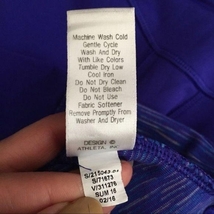 Machine Wash Cold
Gentle Cycle
Wash And Dry
With Like Colors
Tumble Dry Low
Cool Iron
Do Not Dry Clean
Do Not Bleach
Do Not Use
Fabric Softener
Remove Promptly From
Washer And Dryer
DESIGN ©
ATHLETA,
S/71573
V/311276
SUM 16
02/16